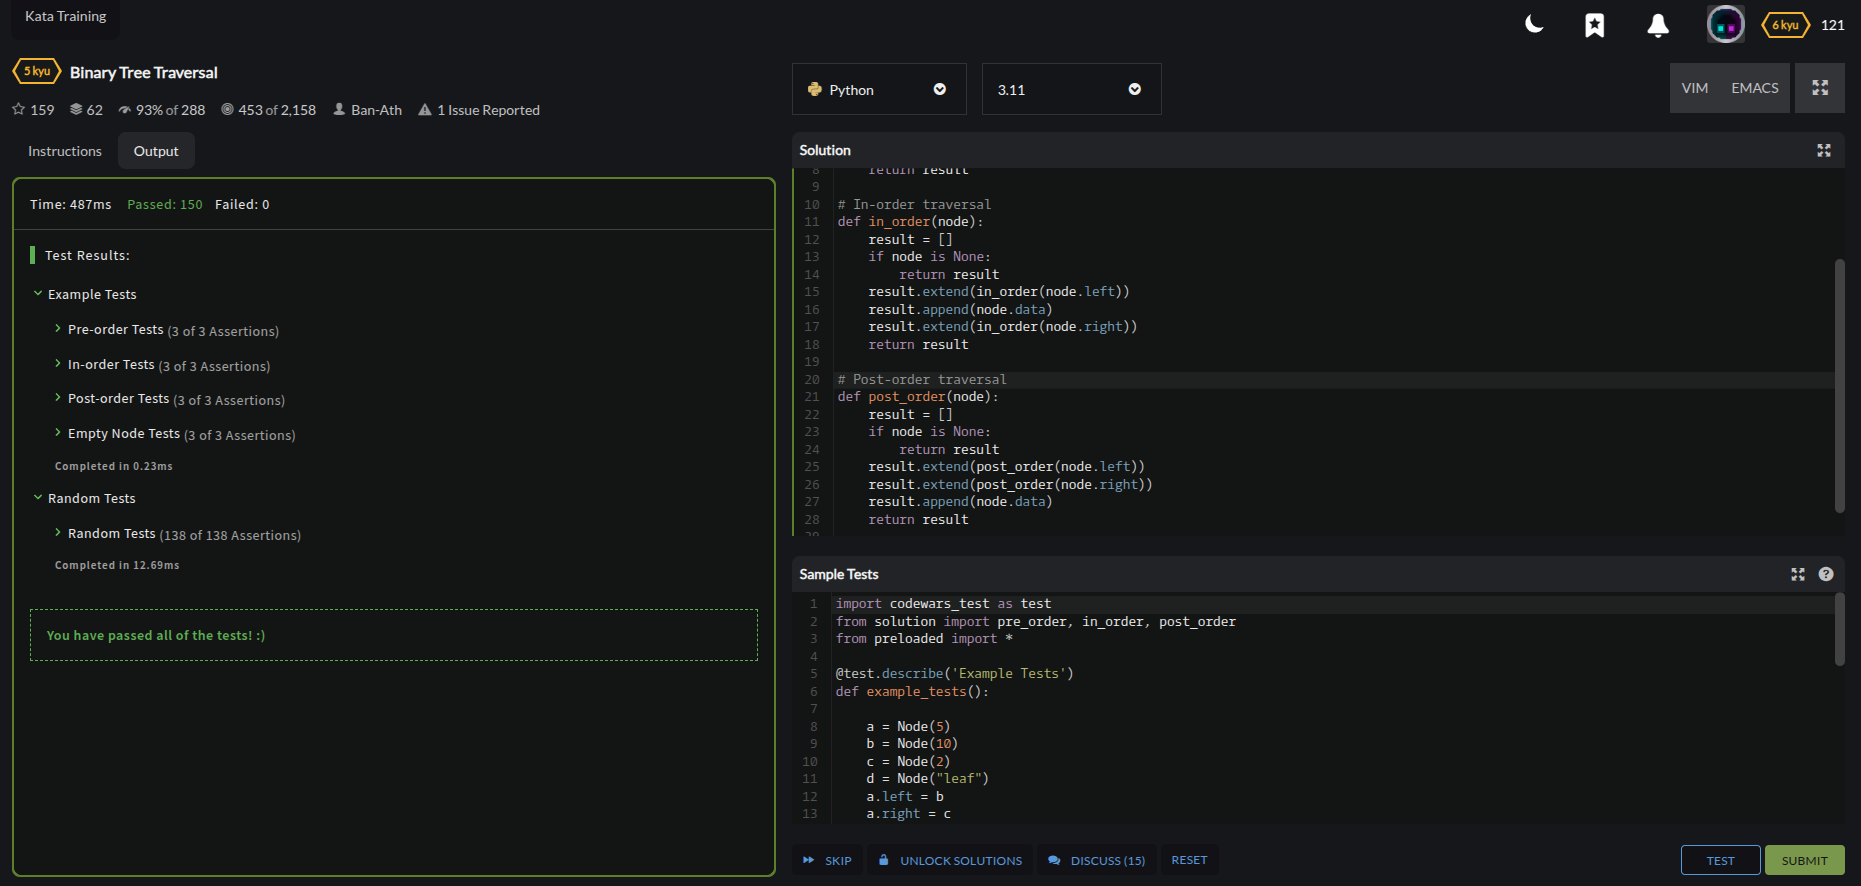 Kata Training
6 kyu 121
5 kyu Binary Tree Traversal
159 62 93% of 288 453 of 2,158 Ban-Ath 1 Issue Reported
Instructions Output
Time: 487ms Passed: 150 Failed: 0
Test Results:
Example Tests
Pre-order Tests (3 of 3 Assertions)
In-order Tests (3 of 3 Assertions)
Post-order Tests (3 of 3 Assertions)
Empty Node Tests (3 of 3 Assertions)
Completed in 0.23ms
Random Tests
Random Tests (138 of 138 Assertions)
Completed in 12.69ms
You have passed all of the tests! :)
Python 3.11 VIM EMACS
Solution
8         return result
9
10 # In-order traversal
11 def in_order(node):
12     result = []
13     if node is None:
14         return result
15     result.extend(in_order(node.left))
16     result.append(node.data)
17     result.extend(in_order(node.right))
18     return result
19
20 # Post-order traversal
21 def post_order(node):
22     result = []
23     if node is None:
24         return result
25     result.extend(post_order(node.left))
26     result.extend(post_order(node.right))
27     result.append(node.data)
28     return result
29
Sample Tests
1 import codewars_test as test
2 from solution import pre_order, in_order, post_order
3 from preloaded import *
4
5 @test.describe('Example Tests')
6 def example_tests():
7
8     a = Node(5)
9     b = Node(10)
10     c = Node(2)
11     d = Node("leaf")
12     a.left = b
13     a.right = c
SKIP UNLOCK SOLUTIONS DISCUSS (15) RESET TEST SUBMIT